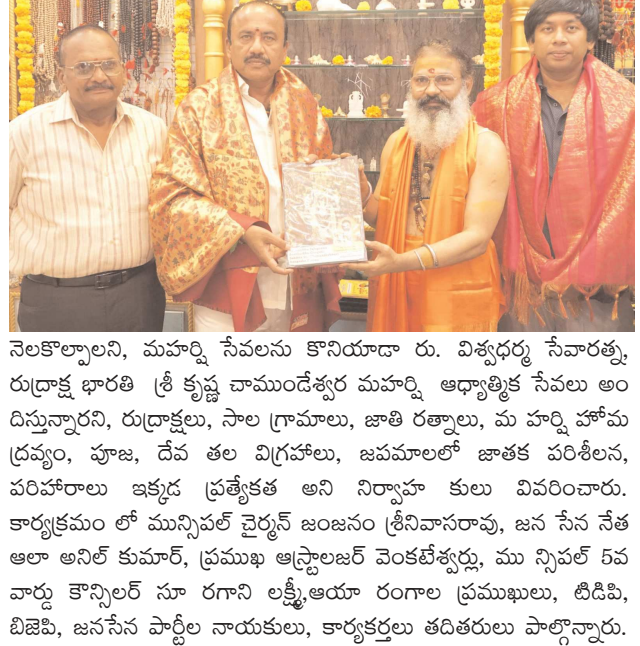 నెలకొల్పాలని, మహర్షి సేవలను కొనియాడా రు. విశ్వధర్మ సేవారత్న,
రుద్రాక్ష భారతి శ్రీ కృష్ణ చాముండేశ్వర మహర్షి ఆధ్యాత్మిక సేవలు అం
దిస్తున్నారని, రుద్రాక్షలు, సాల గ్రామాలు, జాతి రత్నాలు, మ హర్షి హోమ
ద్రవ్యం, పూజ, దేవ తల విగ్రహాలు, జపమాలలో జాతక పరిశీలన,
పరిహారాలు ఇక్కడ ప్రత్యేకత అని నిర్వాహ కులు వివరించారు.
కార్యక్రమం లో మున్సిపల్ చైర్మన్ జంజనం శ్రీనివాసరావు, జన సేన నేత
ఆలా అనిల్ కుమార్, ప్రముఖ ఆస్ట్రాలజర్ వెంకటేశ్వర్లు, ము న్సిపల్ 5వ
వార్డు కౌన్సిలర్ సూ రగాని లక్ష్మీ,ఆయా రంగాల ప్రముఖులు, టిడిపి,
బిజెపి, జనసేన పార్టీల నాయకులు, కార్యకర్తలు తదితరులు పాల్గొన్నారు.